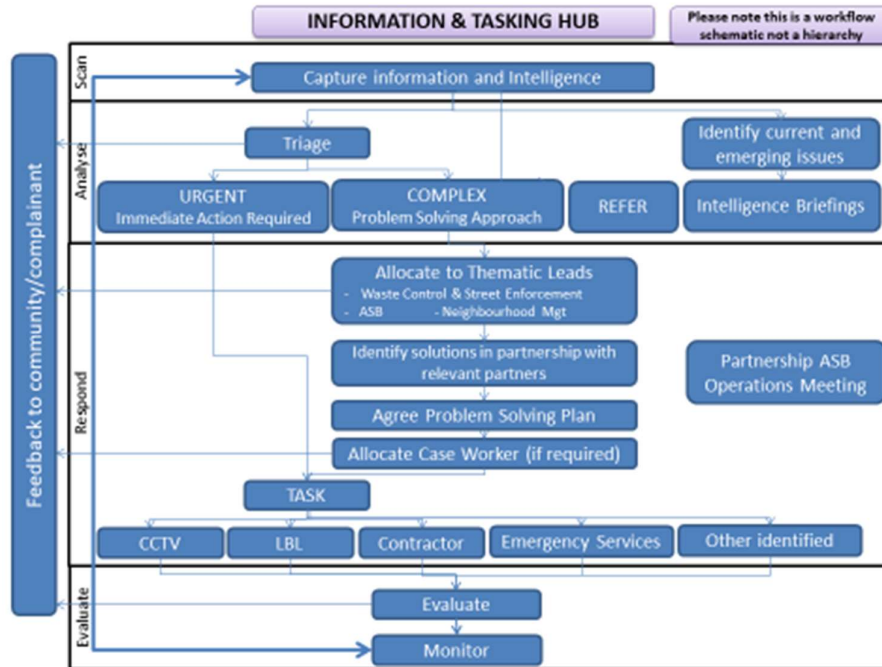 INFORMATION & TASKING HUB
Please note this is a workflow
schematic not a hierarchy
Feedback to community/complainant
Scan
Capture information and Intelligence
Analyse
Triage
Identify current and
emerging issues
URGENT
Immediate Action Required
COMPLEX
Problem Solving Approach
REFER
Intelligence Briefings
Respond
Allocate to Thematic Leads
- Waste Control & Street Enforcement
- ASB - Neighbourhood Mgt
Identify solutions in partnership with
relevant partners
Partnership ASB
Operations Meeting
Agree Problem Solving Plan
Allocate Case Worker (if required)
TASK
CCTV
LBL
Contractor
Emergency Services
Other identified
Evaluate
Evaluate
Monitor